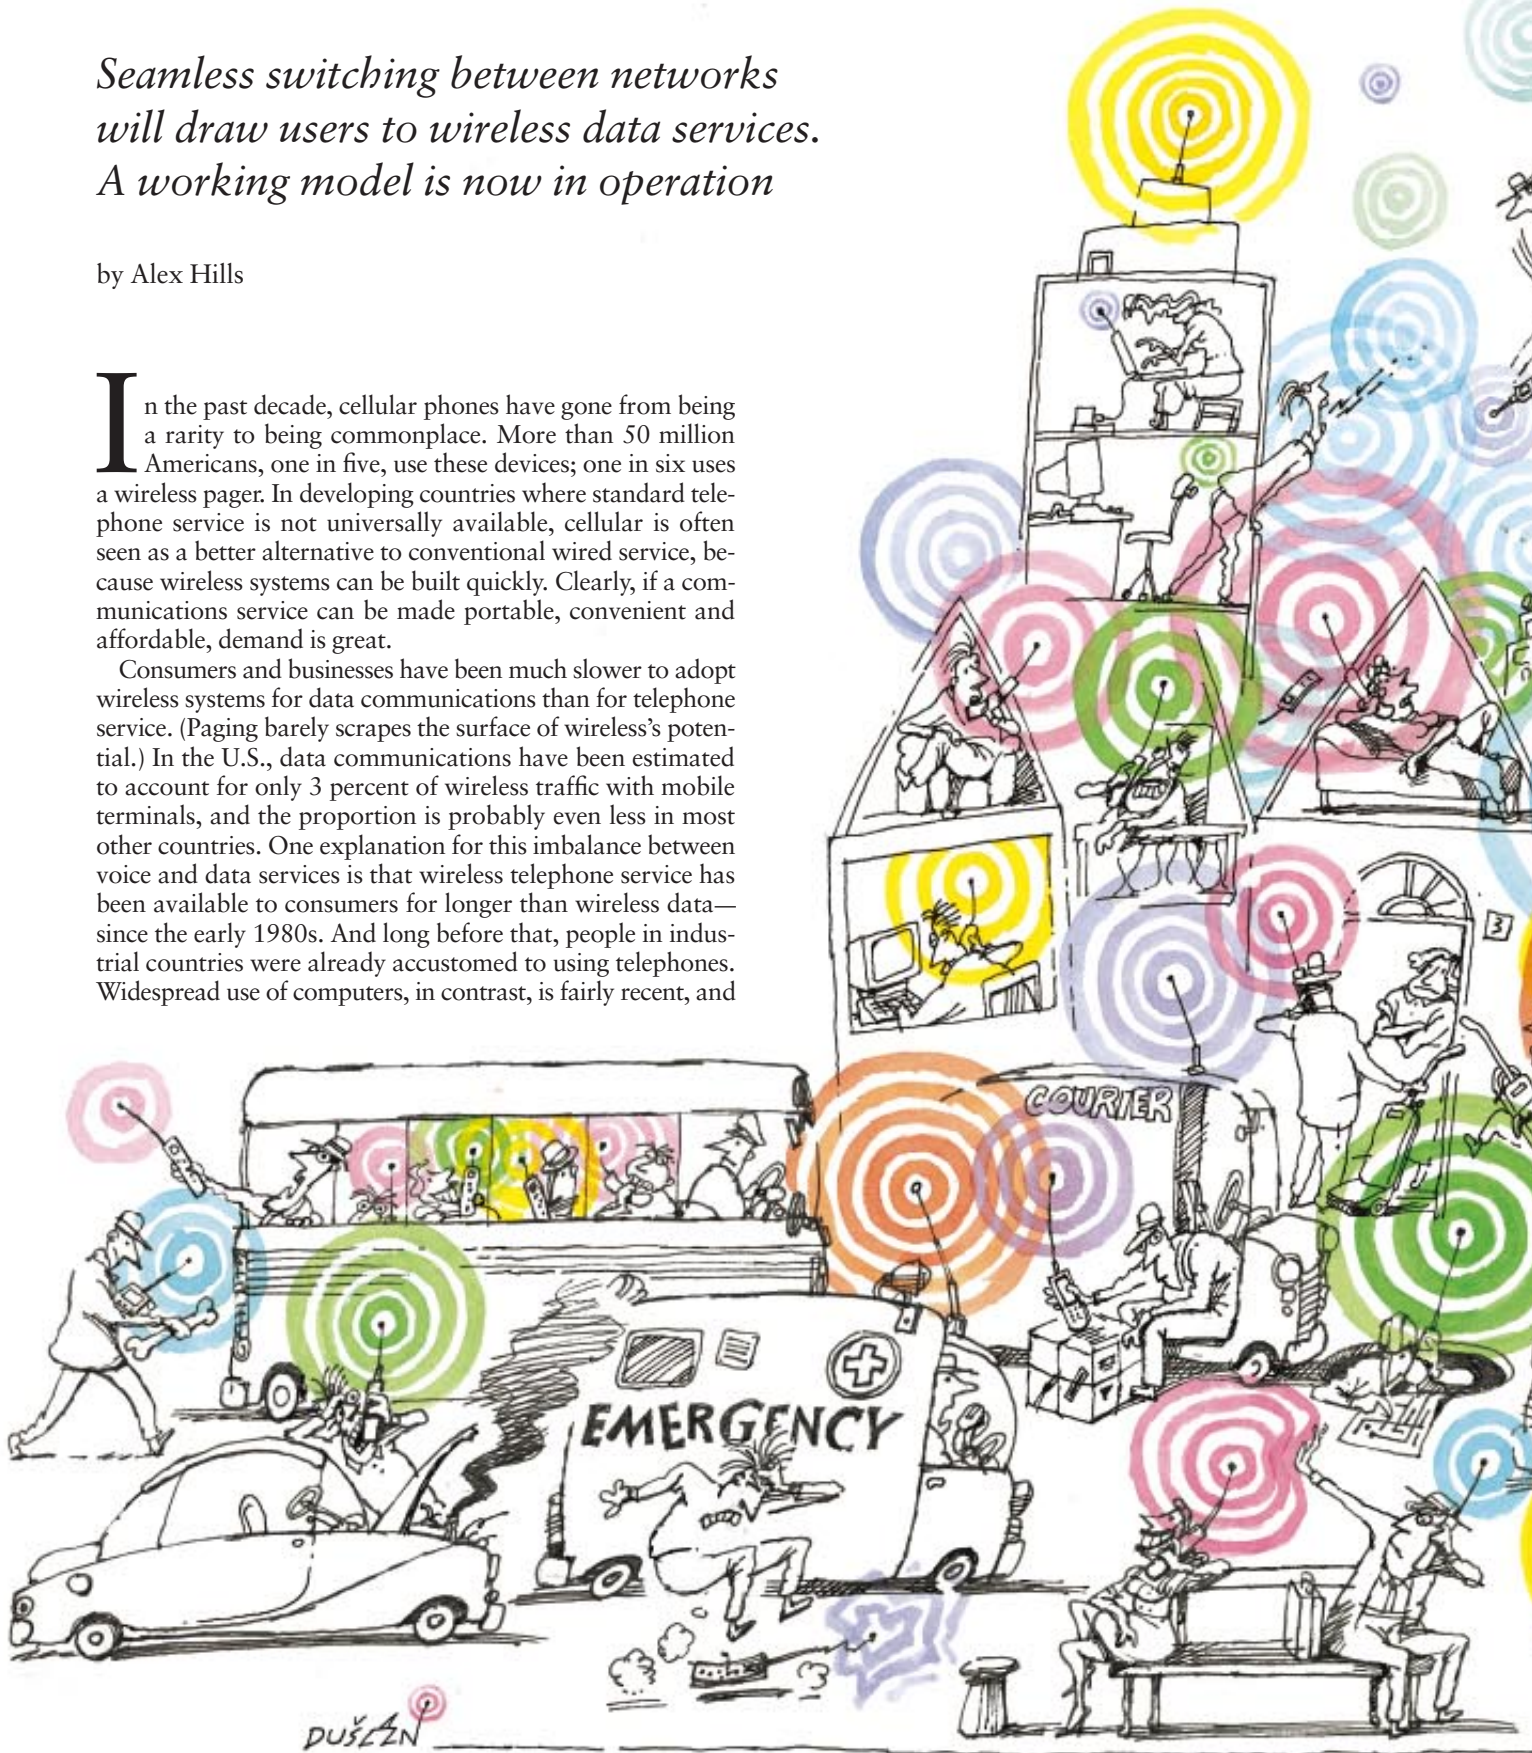 Seamless switching between networks
will draw users to wireless data services.
A working model is now in operation
by Alex Hills
In the past decade, cellular phones have gone from being
a rarity to being commonplace. More than 50 million
Americans, one in five, use these devices; one in six uses
a wireless pager. In developing countries where standard tele-
phone service is not universally available, cellular is often
seen as a better alternative to conventional wired service, be-
cause wireless systems can be built quickly. Clearly, if a com-
munications service can be made portable, convenient and
affordable, demand is great.
Consumers and businesses have been much slower to adopt
wireless systems for data communications than for telephone
service. (Paging barely scrapes the surface of wireless's poten-
tial.) In the U.S., data communications have been estimated
to account for only 3 percent of wireless traffic with mobile
terminals, and the proportion is probably even less in most
other countries. One explanation for this imbalance between
voice and data services is that wireless telephone service has
been available to consumers for longer than wireless data—
since the early 1980s. And long before that, people in indus-
trial countries were already accustomed to using telephones.
Widespread use of computers, in contrast, is fairly recent, and
3
COURIER
EMERGENCY
DUŠAN